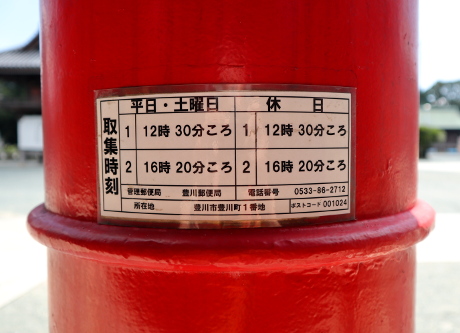 取集時刻
平日・土曜日 休日
1 12時30分ころ 1 12時30分ころ
2 16時20分ころ 2 16時20分ころ
管理郵便局 豊川郵便局 電話番号 0533-86-2712
所在地 豊川市豊川町1番地 ポストコード 001024